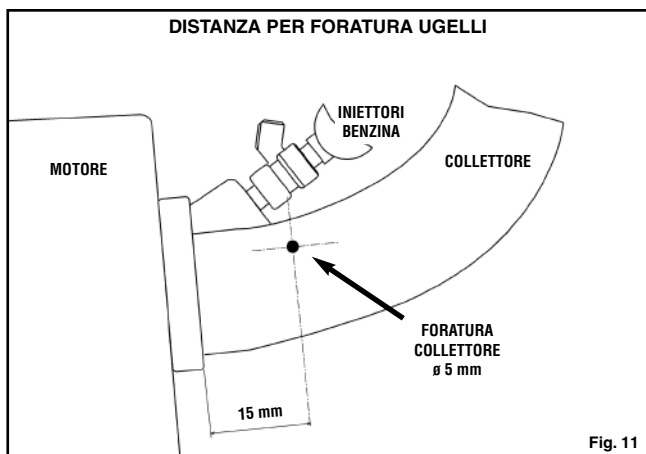 DISTANZA PER FORATURA UGELLI
INIETTORI
BENZINA
MOTORE
COLLETTORE
FORATURA
COLLETTORE
ø 5 mm
15 mm
Fig. 11